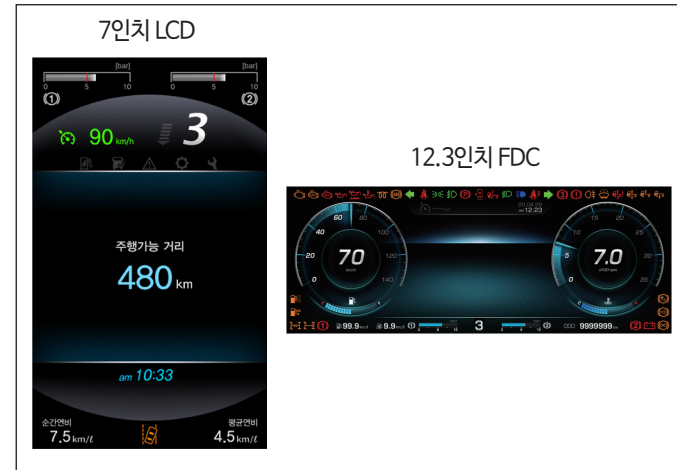 7인치 LCD
[bar] [bar]
0 5 10 0 5 10
(1) (2)
90 km/h 3
주행가능 거리
480 km
am 10:33
순간연비 평균연비
7.5 km/ℓ 4.5 km/ℓ
12.3인치 FDC
am 12:23
0 20 40 60 80 100 120 140
70
km/h
0 5 10 15 20 25 30 35
7.0
x100 rpm
99.9 9.9 3 ODO 9999999